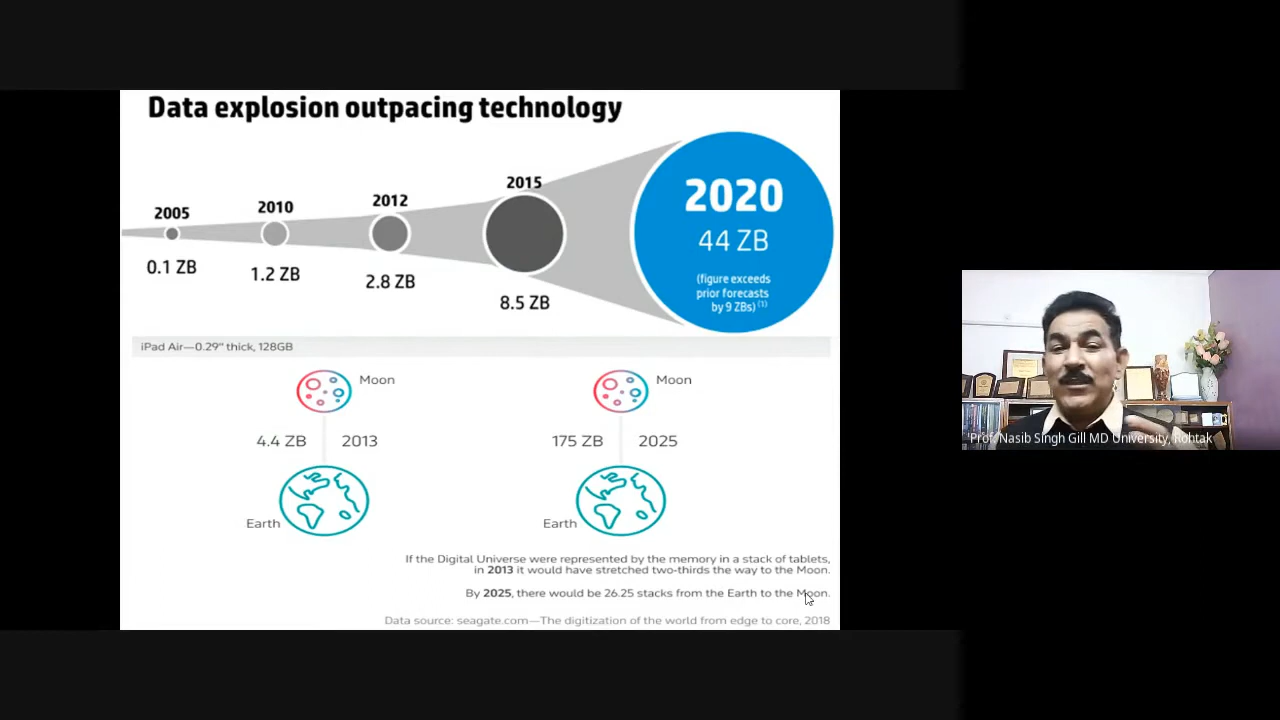 Data explosion outpacing technology
2005
2010
2012
2015
2020
44 ZB
(figure exceeds
prior forecasts
by 9 ZBs) (1)
0.1 ZB
1.2 ZB
2.8 ZB
8.5 ZB
iPad Air—0.29" thick, 128GB
Moon
4.4 ZB
2013
Earth
Moon
175 ZB
2025
Earth
If the Digital Universe were represented by the memory in a stack of tablets,
in 2013 it would have stretched two-thirds the way to the Moon.
By 2025, there would be 26.25 stacks from the Earth to the Moon.
Data source: seagate.com—The digitization of the world from edge to core, 2018
'Prof. Nasib Singh Gill MD University, Rohtak